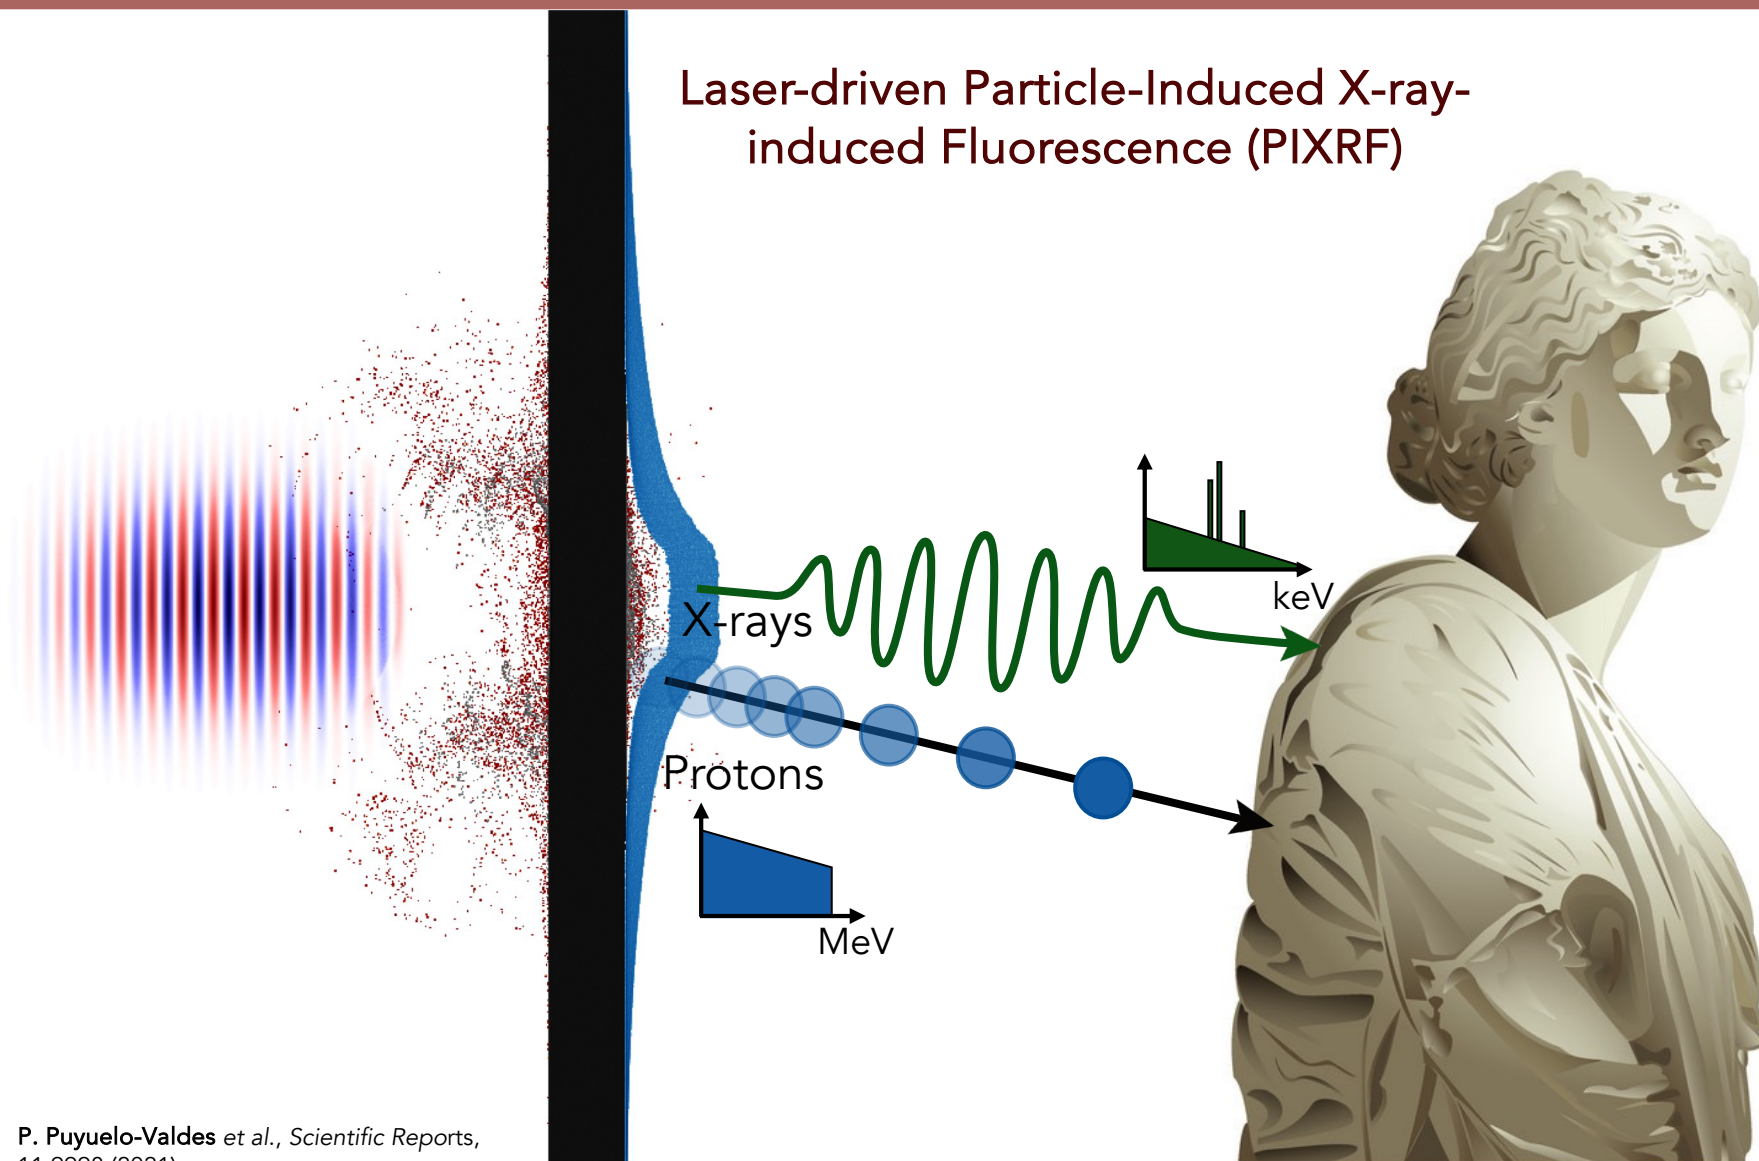 Laser-driven Particle-Induced X-ray-
induced Fluorescence (PIXRF)
keV
X-rays
Protons
MeV
P. Puyuelo-Valdes et al., Scientific Reports,